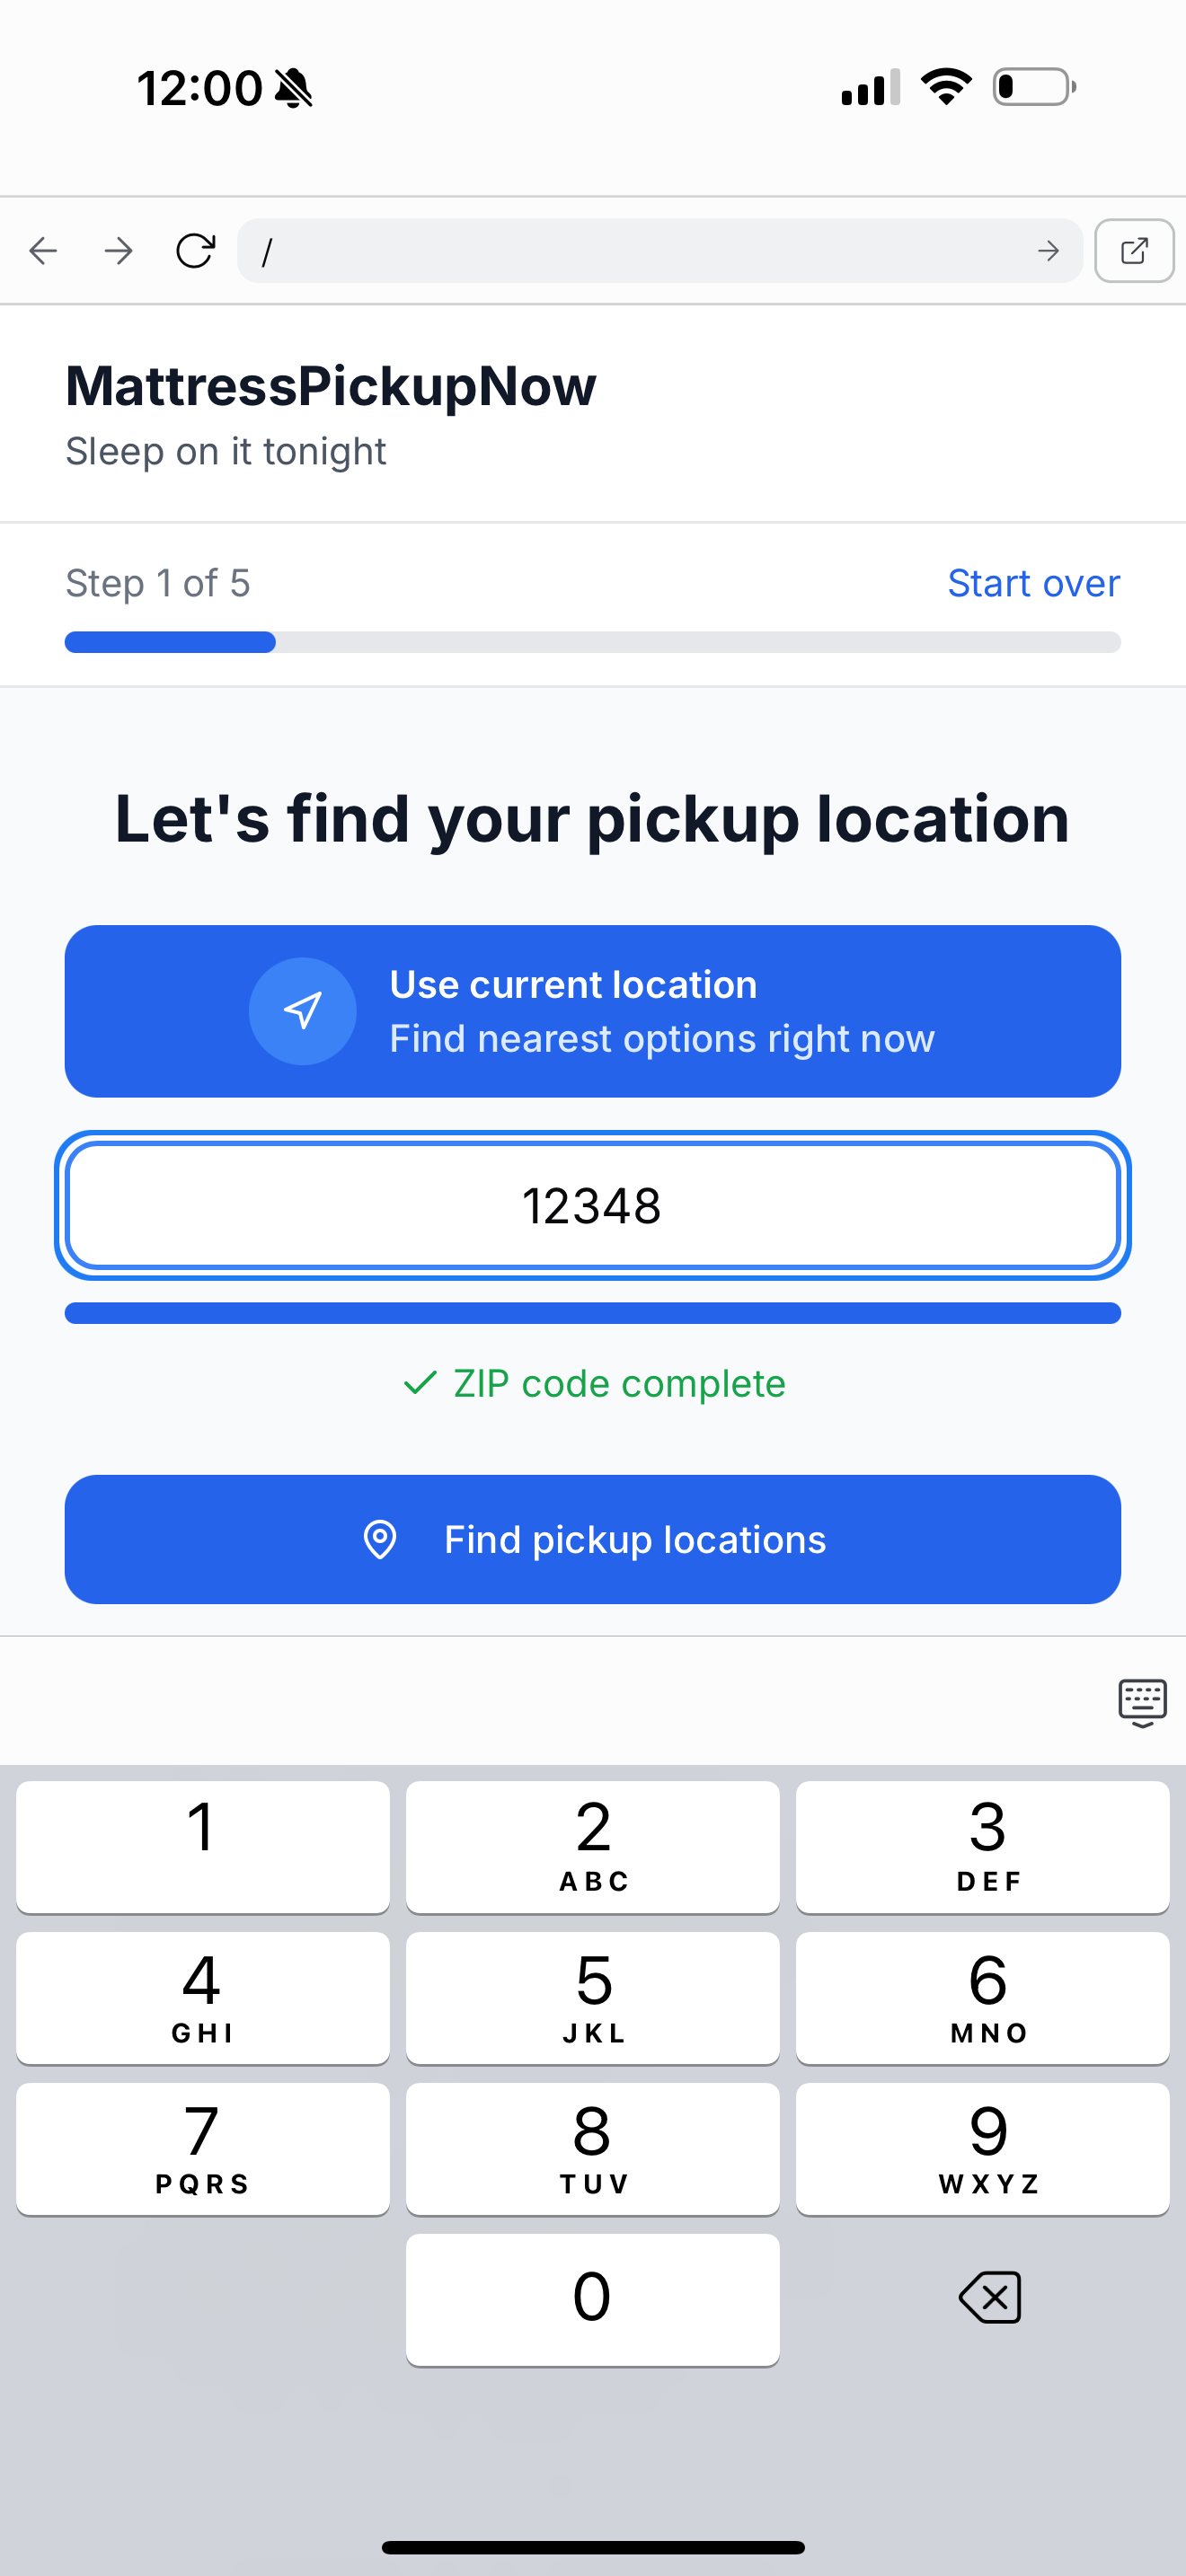 12:00
/
MattressPickupNow
Sleep on it tonight
Step 1 of 5
Start over
Let's find your pickup location
Use current location
Find nearest options right now
12348
ZIP code complete
Find pickup locations
1
2
ABC
3
DEF
4
GHI
5
JKL
6
MNO
7
PQRS
8
TUV
9
WXYZ
0